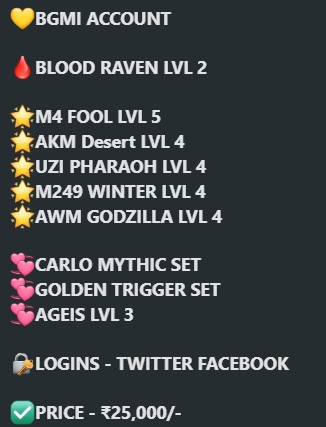 💛BGMI ACCOUNT
🩸BLOOD RAVEN LVL 2
🌟M4 FOOL LVL 5
🌟AKM Desert LVL 4
🌟UZI PHARAOH LVL 4
🌟M249 WINTER LVL 4
🌟AWM GODZILLA LVL 4
💞CARLO MYTHIC SET
💞GOLDEN TRIGGER SET
💞AGEIS LVL 3
🔐LOGINS - TWITTER FACEBOOK
✅PRICE - ₹25,000/-